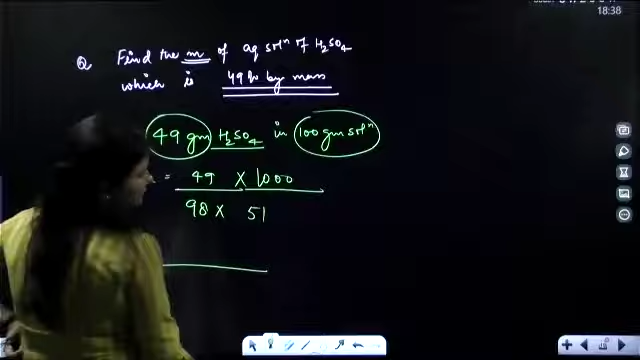 18:38
Q Find the m of aq solⁿ of H₂SO₄
which is 49% by mass
49 gm H₂SO₄ in 100 gm solⁿ
= 49 X 1000
98 X 51